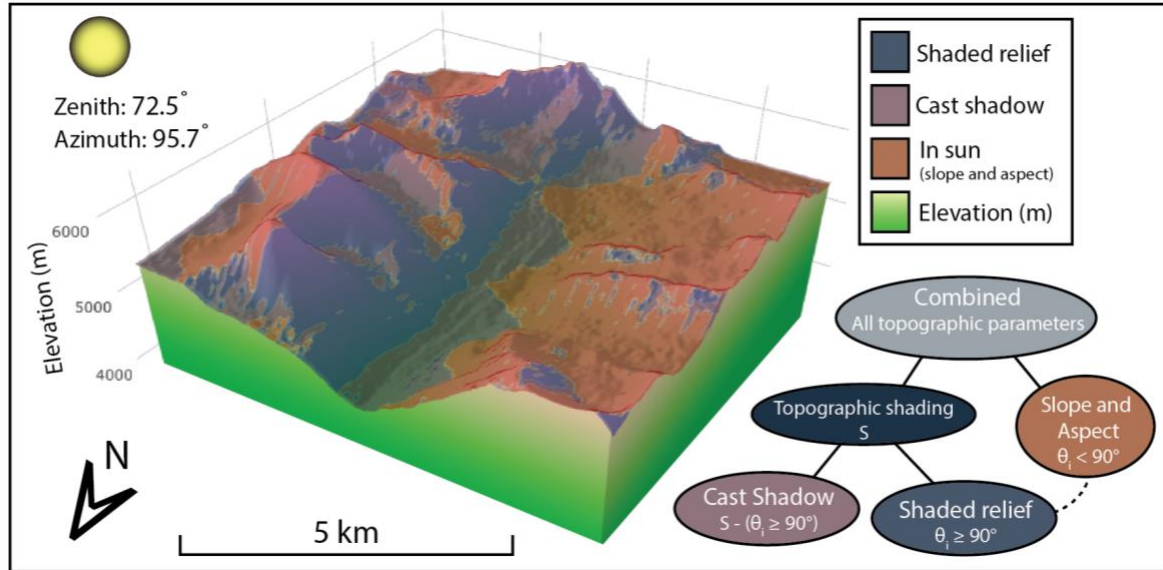 Zenith: 72.5°
Azimuth: 95.7°
Shaded relief
Cast shadow
In sun
(slope and aspect)
Elevation (m)
6000
5000
4000
Elevation (m)
N
5 km
Combined
All topographic parameters
Topographic shading
S
Slope and
Aspect
θi < 90°
Cast Shadow
S - (θi ≥ 90°)
Shaded relief
θi ≥ 90°